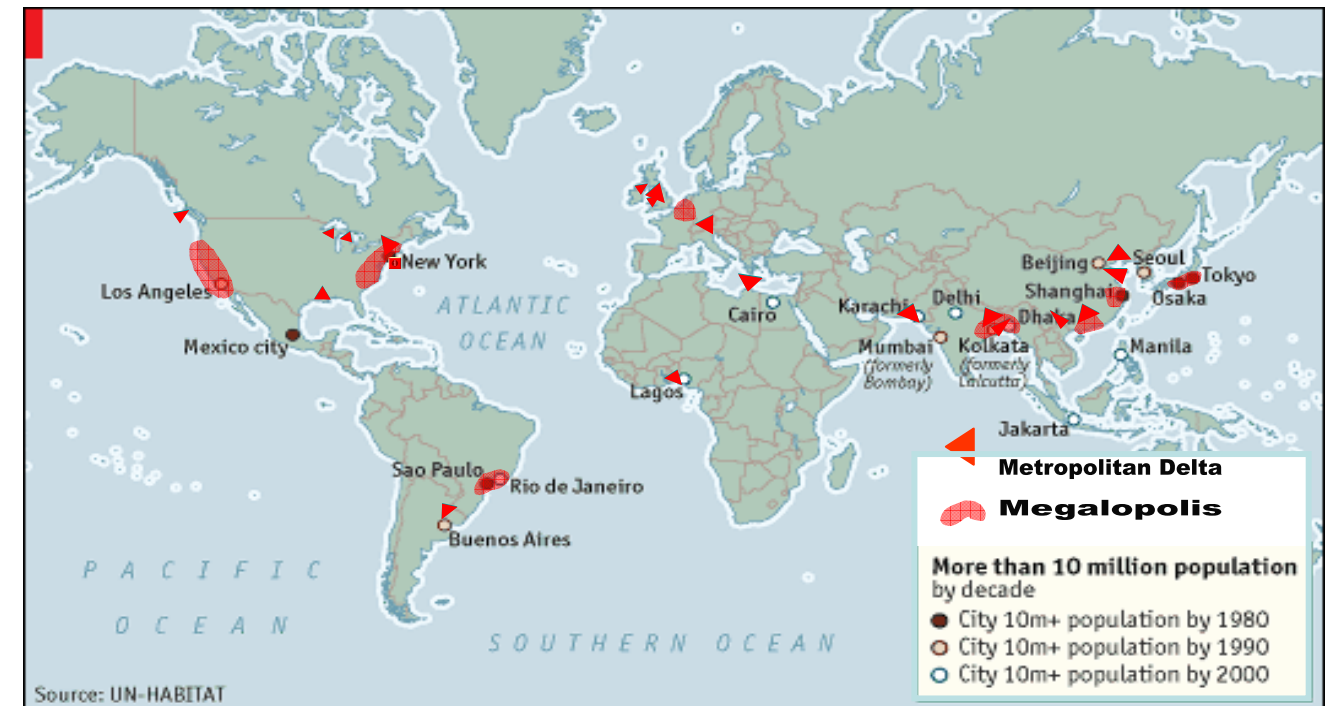 New York
Los Angeles
ATLANTIC
OCEAN
Mexico city
Beijing
Seoul
Tokyo
Shanghai
Osaka
Karachi
Delhi
Dhaka
Cairo
Mumbai
(formerly
Bombay)
Kolkata
(formerly
Calcutta)
Manila
Lagos
Jakarta
Metropolitan Delta
Sao Paulo
Rio de Janeiro
Megalopolis
Buenos Aires
PACIFIC
OCEAN
SOUTHERN OCEAN
More than 10 million population
by decade
City 10m+ population by 1980
City 10m+ population by 1990
City 10m+ population by 2000
Source: UN-HABITAT